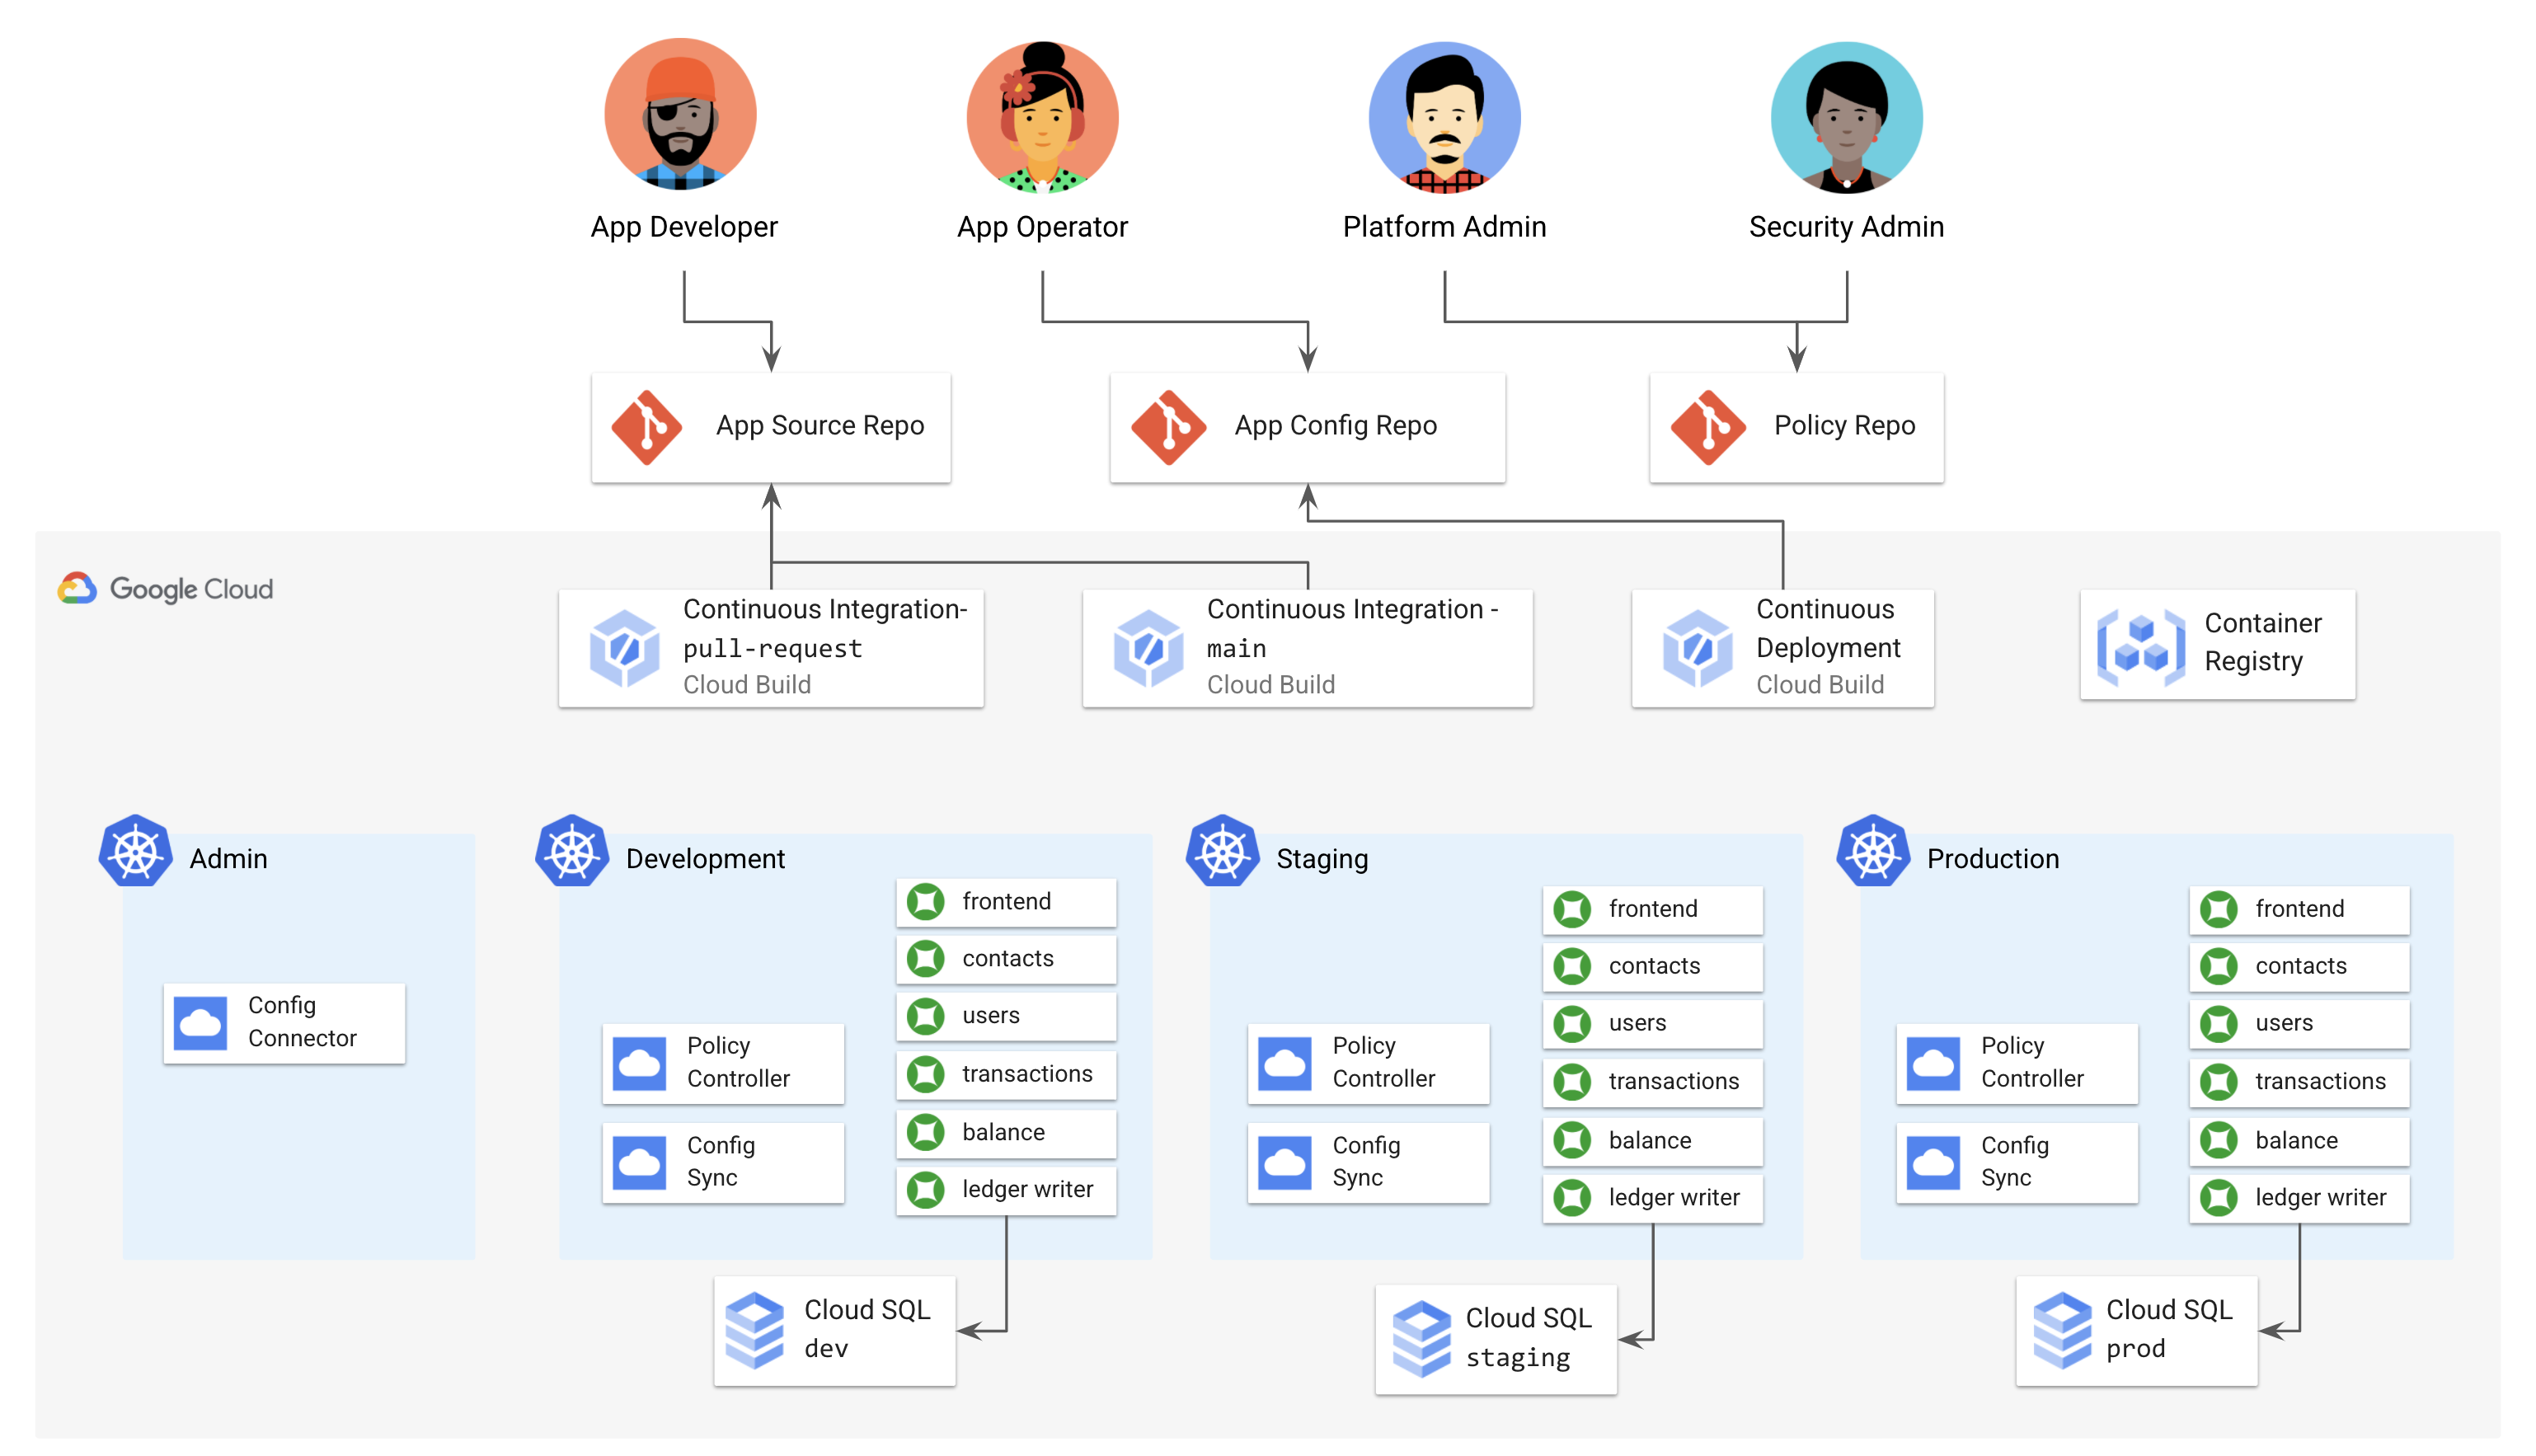 App Developer
App Operator
Platform Admin
Security Admin
App Source Repo
App Config Repo
Policy Repo
Google Cloud
Continuous Integration-
pull-request
Cloud Build
Continuous Integration -
main
Cloud Build
Continuous
Deployment
Cloud Build
Container
Registry
Admin
Config
Connector
Development
frontend
contacts
users
transactions
balance
ledger writer
Policy
Controller
Config
Sync
Cloud SQL
dev
Staging
frontend
contacts
users
transactions
balance
ledger writer
Policy
Controller
Config
Sync
Cloud SQL
staging
Production
frontend
contacts
users
transactions
balance
ledger writer
Policy
Controller
Config
Sync
Cloud SQL
prod